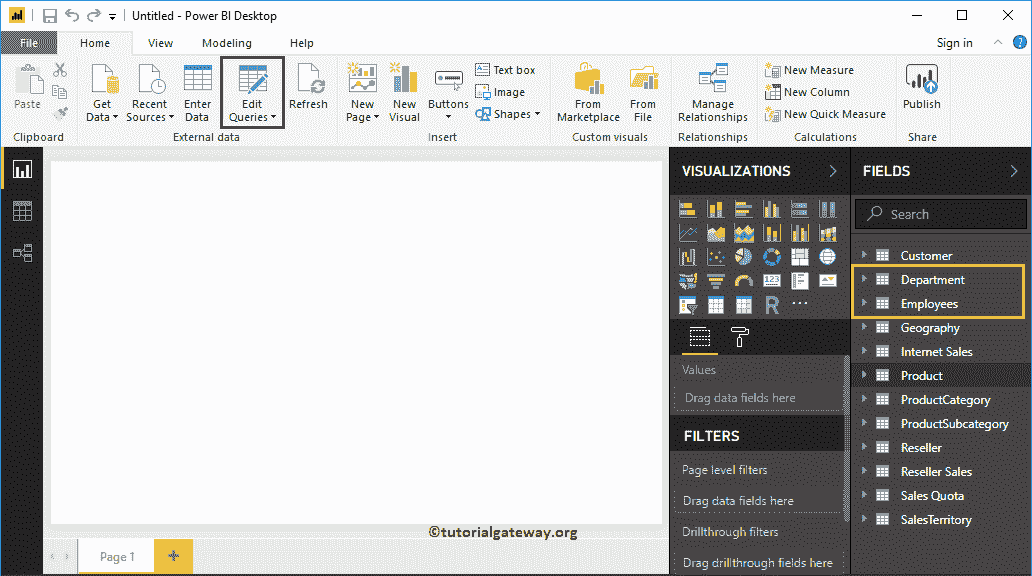 Untitled - Power BI Desktop
File Home View Modeling Help Sign in
Paste
Get Data
Recent Sources
Enter Data
Edit Queries
Refresh
New Page
New Visual
Buttons
Text box
Image
Shapes
From Marketplace
From File
Manage Relationships
New Measure
New Column
New Quick Measure
Publish
Clipboard External data Insert Custom visuals Relationships Calculations Share
VISUALIZATIONS
123
R
Values
Drag data fields here
FILTERS
Page level filters
Drag data fields here
Drillthrough filters
Drag drillthrough fields here
FIELDS
Search
Customer
Department
Employees
Geography
Internet Sales
Product
ProductCategory
ProductSubcategory
Reseller
Reseller Sales
Sales Quota
SalesTerritory
©tutorialgateway.org
Page 1